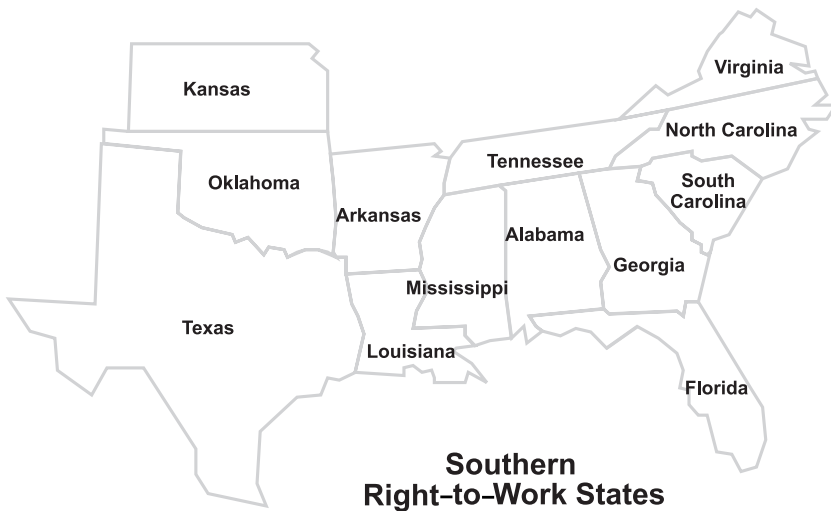 Virginia
Kansas
North Carolina
Tennessee
Oklahoma
South
Carolina
Arkansas
Alabama
Georgia
Mississippi
Texas
Louisiana
Florida
Southern
Right-to-Work States